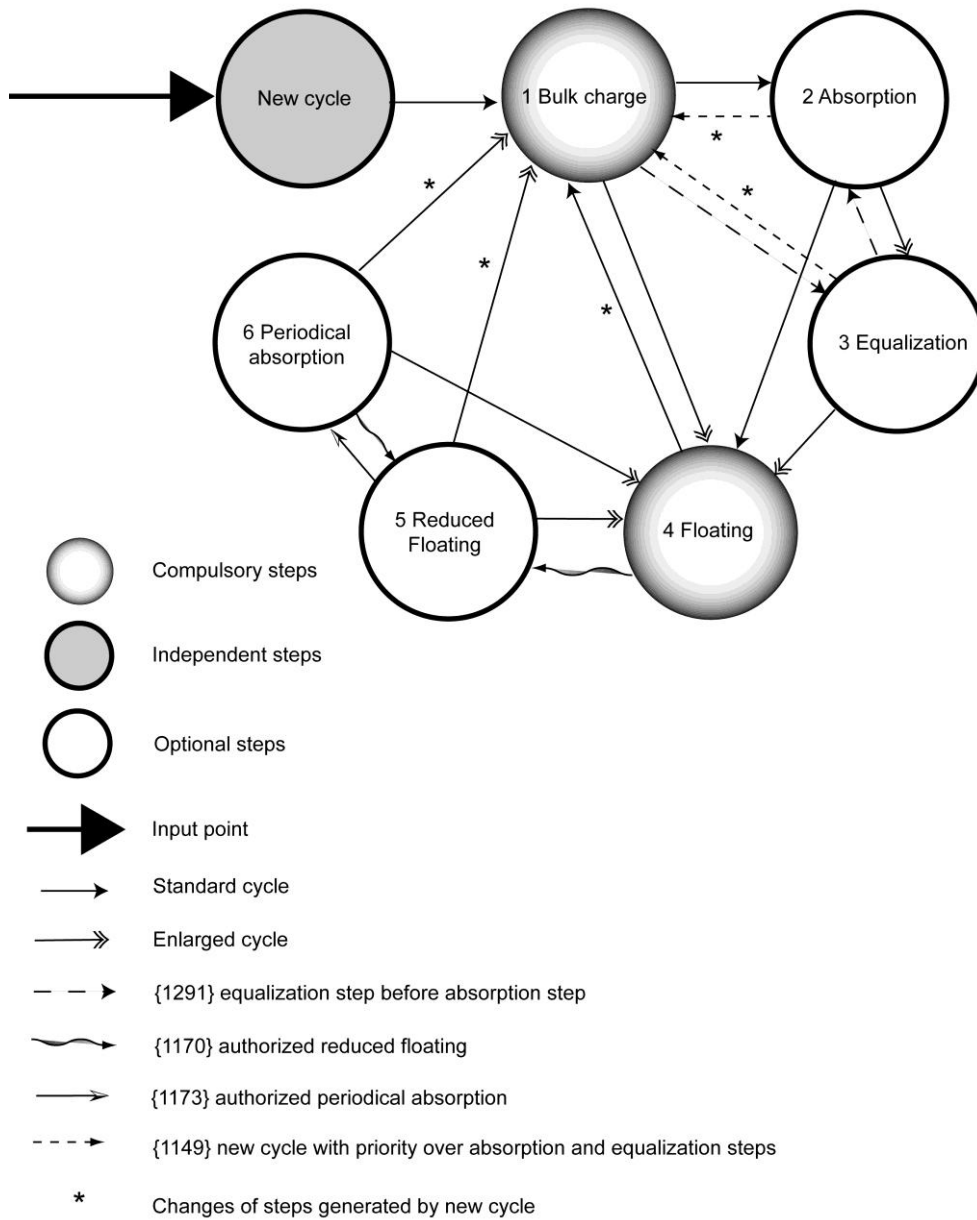 New cycle
1 Bulk charge
2 Absorption
*
*
*
*
*
6 Periodical
absorption
3 Equalization
5 Reduced
Floating
4 Floating
Compulsory steps
Independent steps
Optional steps
Input point
Standard cycle
Enlarged cycle
{1291} equalization step before absorption step
{1170} authorized reduced floating
{1173} authorized periodical absorption
{1149} new cycle with priority over absorption and equalization steps
* Changes of steps generated by new cycle